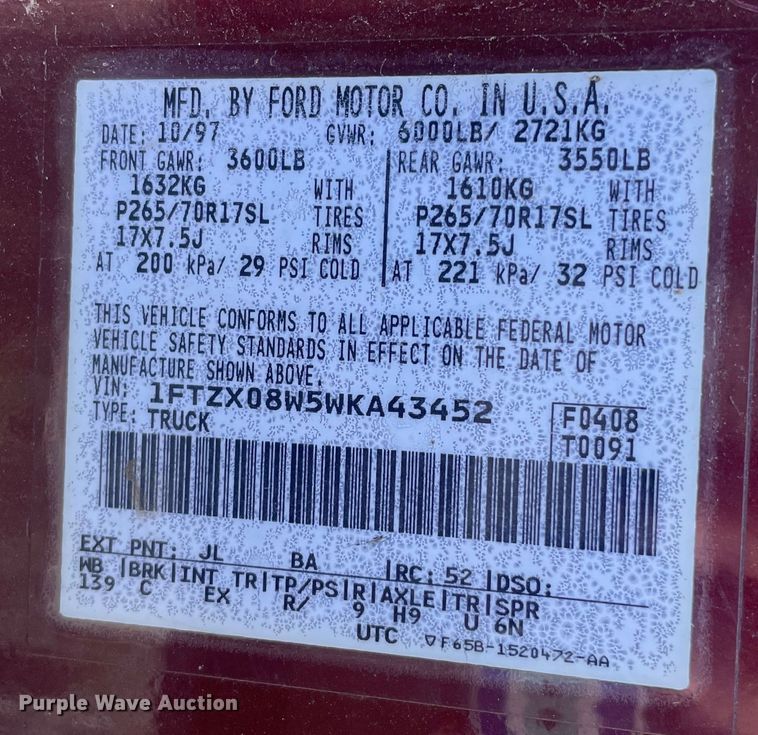 MFD. BY FORD MOTOR CO. IN U.S.A.
DATE: 10/97 GVWR: 6000LB/ 2721KG
FRONT GAWR: 3600LB REAR GAWR: 3550LB
1632KG WITH 1610KG WITH
P265/70R17SL TIRES P265/70R17SL TIRES
17X7.5J RIMS 17X7.5J RIMS
AT 200 kPa/ 29 PSI COLD AT 221 kPa/ 32 PSI COLD
THIS VEHICLE CONFORMS TO ALL APPLICABLE FEDERAL MOTOR
VEHICLE SAFETY STANDARDS IN EFFECT ON THE DATE OF
MANUFACTURE SHOWN ABOVE.
VIN: 1FTZX08W5WKA43452 F0408
TYPE: TRUCK T0091
EXT PNT: JL BA RC: 52 DSO:
WB BRK INT TR TP/PS R AXLE TR SPR
139 C EX R/ 9 H9 U 6N
UTC ▽F65B-1520472-AA
Purple Wave Auction